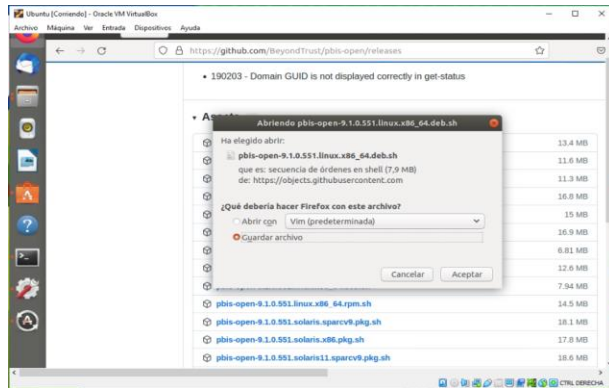 Ubuntu [Corriendo] - Oracle VM VirtualBox
Archivo Máquina Ver Entrada Dispositivos Ayuda
https://github.com/BeyondTrust/pbis-open/releases
190203 - Domain GUID is not displayed correctly in get-status
Abriendo pbis-open-9.1.0.551.linux.x86_64.deb.sh
Ha elegido abrir:
pbis-open-9.1.0.551.linux.x86_64.deb.sh
que es: secuencia de órdenes en shell (7,9 MB)
de: https://objects.githubusercontent.com
¿Qué debería hacer Firefox con este archivo?
Abrir con Vim (predeterminada)
Guardar archivo
Cancelar Aceptar
13.4 MB
11.6 MB
11.3 MB
16.8 MB
15 MB
16.9 MB
6.81 MB
12.6 MB
7.94 MB
pbis-open-9.1.0.551.linux.x86_64.rpm.sh 14.5 MB
pbis-open-9.1.0.551.solaris.sparcv9.pkg.sh 18.1 MB
pbis-open-9.1.0.551.solaris.x86.pkg.sh 17.8 MB
pbis-open-9.1.0.551.solaris11.sparcv9.pkg.sh 18.6 MB
CTRL DERECHA